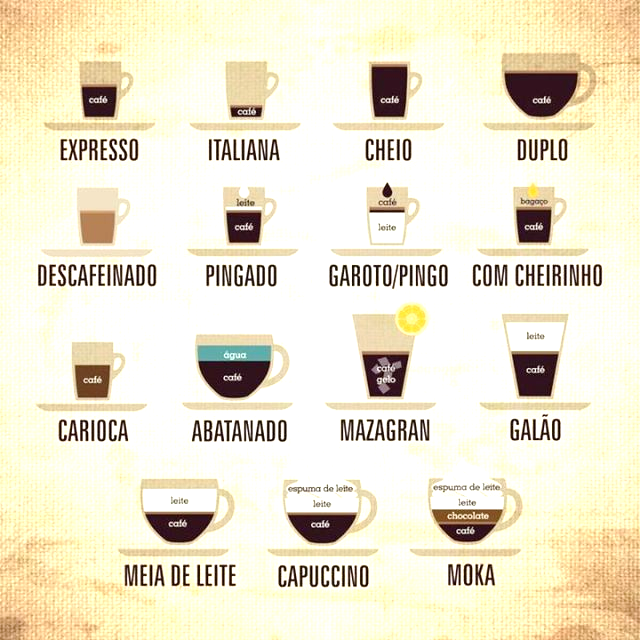 café
café
café
café
EXPRESSO
ITALIANA
CHEIO
DUPLO
leite
café
café
leite
bagaço
café
DESCAFEINADO
PINGADO
GAROTO/PINGO
COM CHEIRINHO
café
água
café
café
gelo
leite
café
CARIOCA
ABATANADO
MAZAGRAN
GALÃO
leite
café
espuma de leite
leite
café
espuma de leite
leite
chocolate
café
MEIA DE LEITE
CAPUCCINO
MOKA